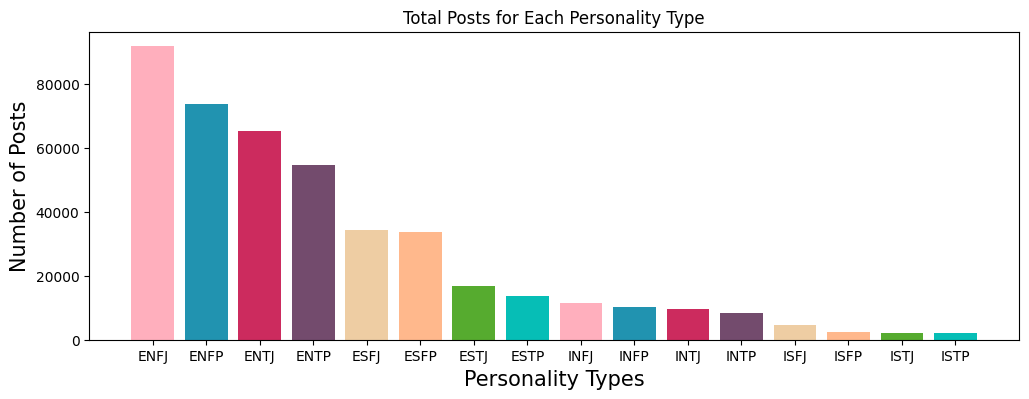 Total Posts for Each Personality Type
Number of Posts
80000
60000
40000
20000
0
ENFJ ENFP ENTJ ENTP ESFJ ESFP ESTJ ESTP INFJ INFP INTJ INTP ISFJ ISFP ISTJ ISTP
Personality Types